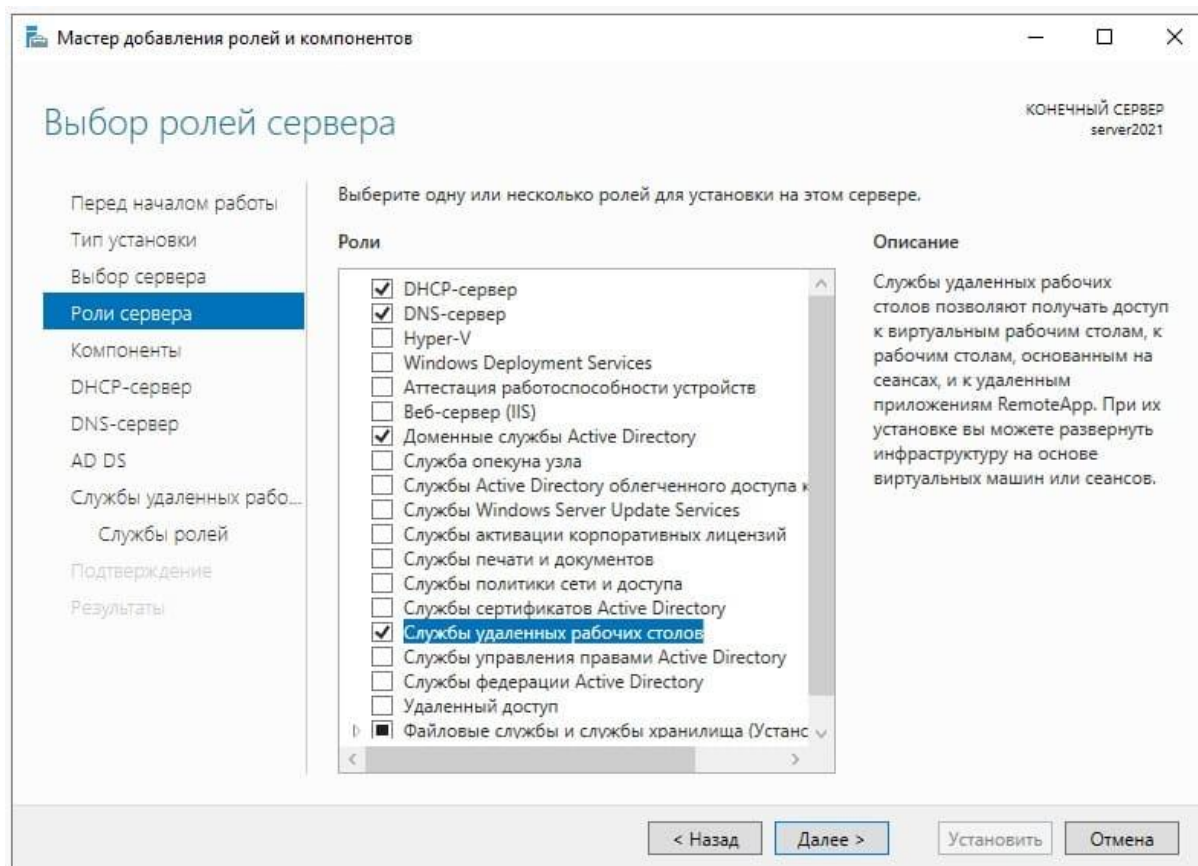 Мастер добавления ролей и компонентов
Выбор ролей сервера
КОНЕЧНЫЙ СЕРВЕР
server2021
Перед началом работы
Тип установки
Выбор сервера
Роли сервера
Компоненты
DHCP-сервер
DNS-сервер
AD DS
Службы удаленных рабо...
Службы ролей
Подтверждение
Результаты
Выберите одну или несколько ролей для установки на этом сервере.
Роли
DHCP-сервер
DNS-сервер
Hyper-V
Windows Deployment Services
Аттестация работоспособности устройств
Веб-сервер (IIS)
Доменные службы Active Directory
Служба опекуна узла
Службы Active Directory облегченного доступа к
Службы Windows Server Update Services
Службы активации корпоративных лицензий
Службы печати и документов
Службы политики сети и доступа
Службы сертификатов Active Directory
Службы удаленных рабочих столов
Службы управления правами Active Directory
Службы федерации Active Directory
Удаленный доступ
Файловые службы и службы хранилища (Устанс
Описание
Службы удаленных рабочих
столов позволяют получать доступ
к виртуальным рабочим столам, к
рабочим столам, основанным на
сеансах, и к удаленным
приложениям RemoteApp. При их
установке вы можете развернуть
инфраструктуру на основе
виртуальных машин или сеансов.
< Назад
Далее >
Установить
Отмена